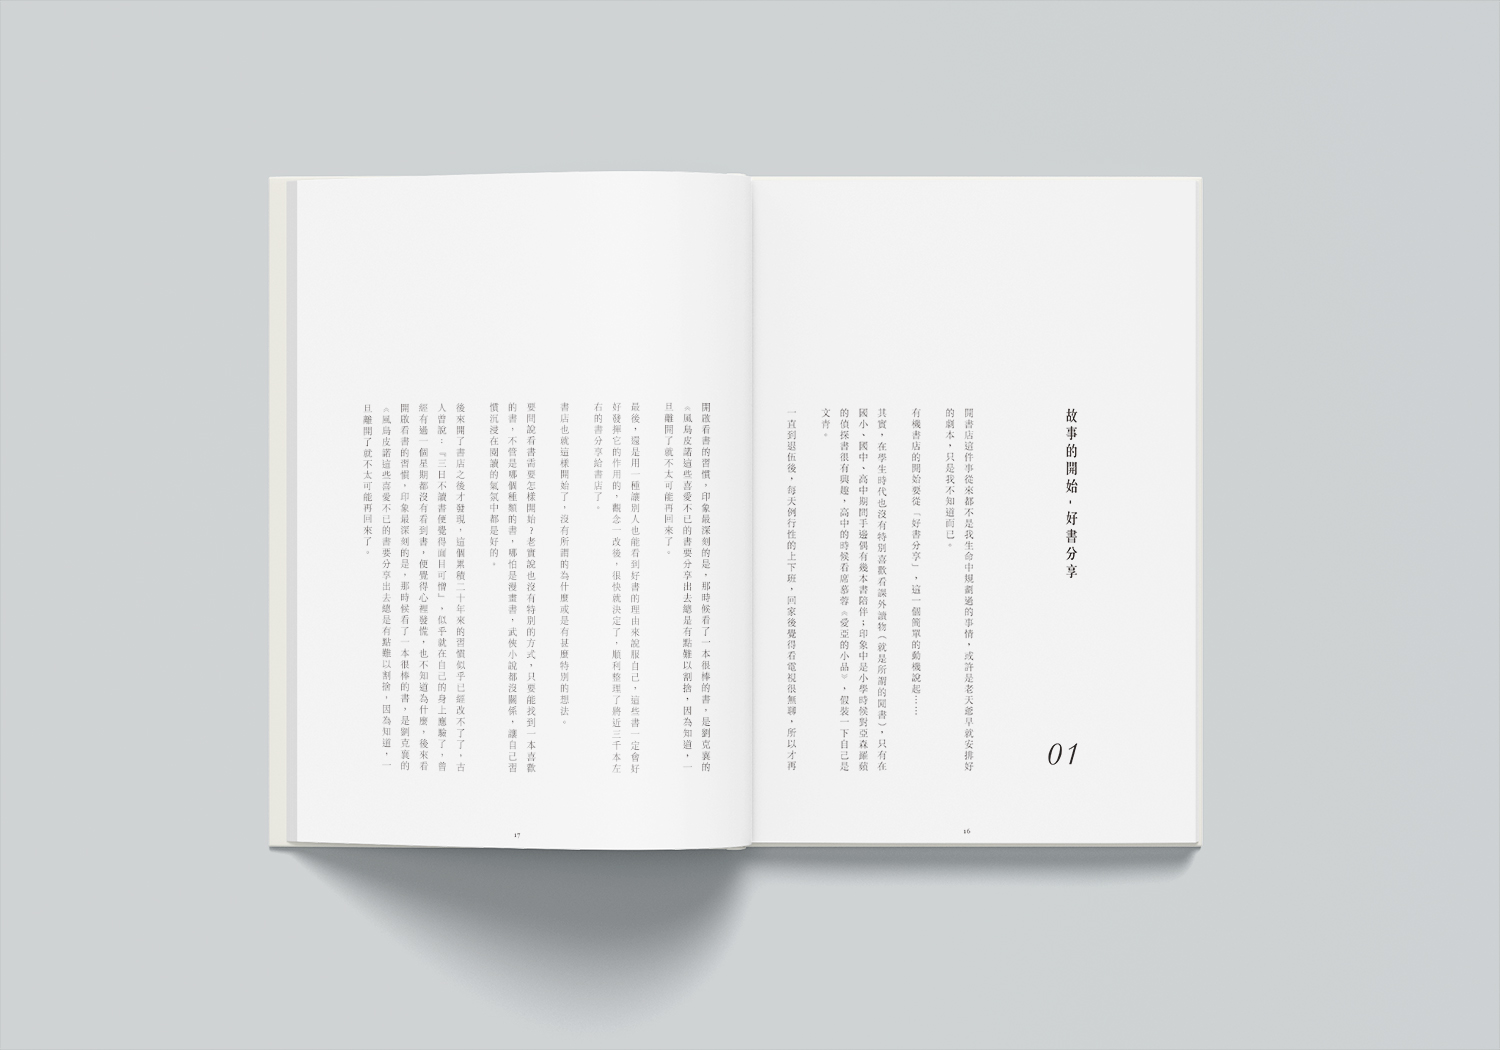 故事的開始-好書分享
01
開書店這件事從來都不是我生命中規劃過的事情，或許是老天爺早就安排好
的劇本，只是我不知道而已。
有機書店的開始要從「好書分享」，這一個簡單的動機說起……
其實，在學生時代也沒有特別喜歡看課外讀物（就是所謂的閒書），只有在
國小、國中、高中期間手邊偶有幾本書陪伴；印象中是小學時候對亞森羅蘋
的偵探書很有興趣，高中的時候看席慕蓉《愛亞的小品》，假裝一下自己是
文青。
一直到退伍後，每天例行性的上下班，回家後覺得看電視很無聊，所以才再
16
開啟看書的習慣，印象最深刻的是，那時候看了一本很棒的書，是劉克襄的
《風鳥皮諾這些喜愛不已的書要分享出去總是有點難以割捨，因為知道，一
旦離開了就不太可能再回來了。
最後，還是用一種讓別人也能看到好書的理由來說服自己，這些書一定會好
好發揮它的作用的，觀念一改後，很快就決定了，順利整理了將近三千本左
右的書分享給書店了。
書店也就這樣開始了，沒有所謂的為什麼或是有甚麼特別的想法。
要問說看書需要怎樣開始？老實說也沒有特別的方式，只要能找到一本喜歡
的書，不管是哪個種類的書，哪怕是漫畫書，武俠小說都沒關係，讓自己習
慣沉浸在閱讀的氣氛中都是好的。
後來開了書店之後才發現，這個累積二十年來的習慣似乎已經改不了了，古
人曾說：『三日不讀書便覺得面目可憎』，似乎就在自己的身上應驗了，曾
經有過一個星期都沒有看到書，便覺得心裡發慌，也不知道為什麼，後來看
開啟看書的習慣，印象最深刻的是，那時候看了一本很棒的書，是劉克襄的
《風鳥皮諾這些喜愛不已的書要分享出去總是有點難以割捨，因為知道，一
旦離開了就不太可能再回來了。
17